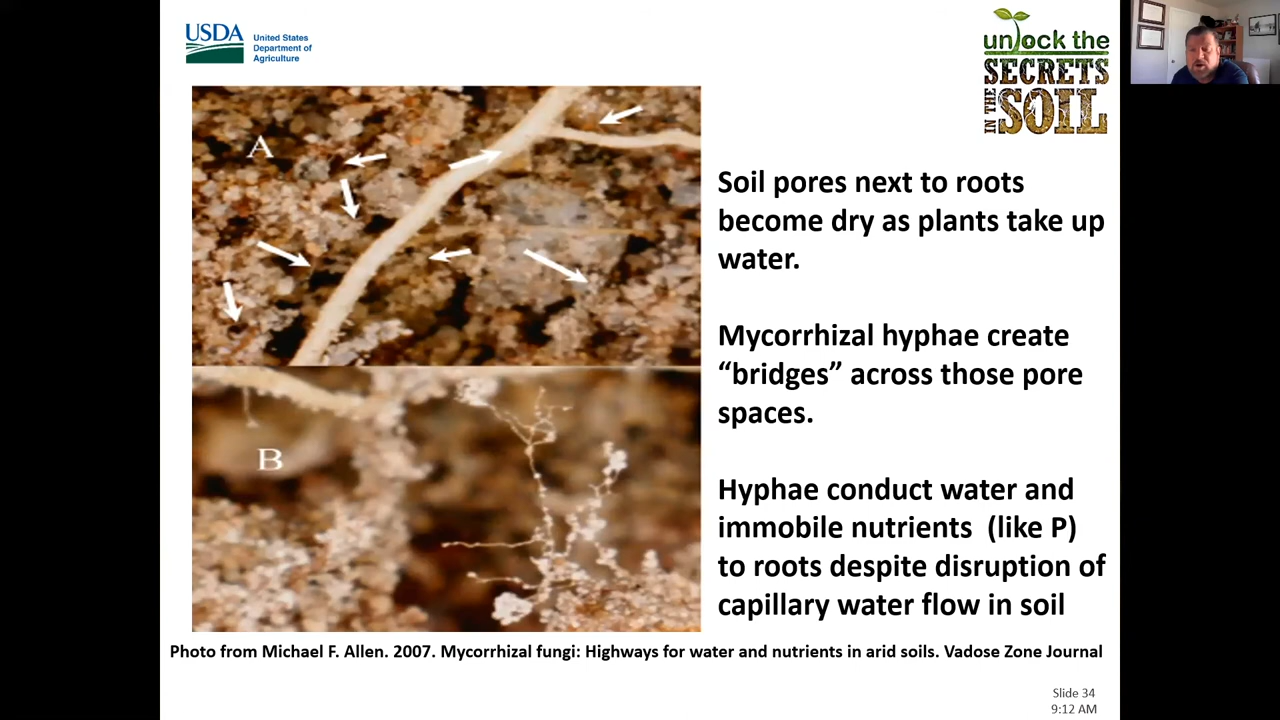 USDA
United States
Department of
Agriculture
unlock the
SECRETS
IN THE
SOIL
A
B
Soil pores next to roots
become dry as plants take up
water.
Mycorrhizal hyphae create
“bridges” across those pore
spaces.
Hyphae conduct water and
immobile nutrients (like P)
to roots despite disruption of
capillary water flow in soil
Photo from Michael F. Allen. 2007. Mycorrhizal fungi: Highways for water and nutrients in arid soils. Vadose Zone Journal
Slide 34
9:12 AM